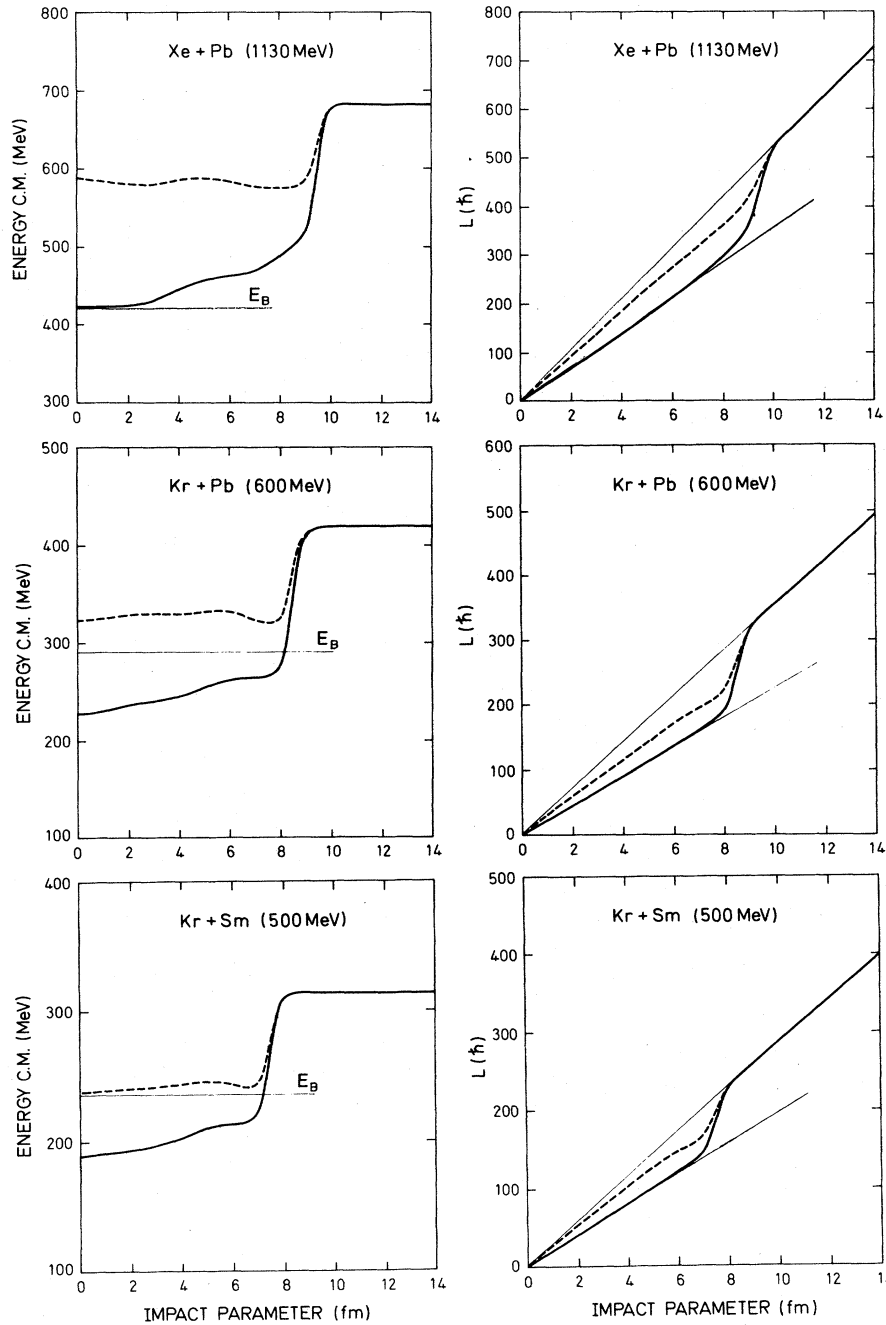 Xe + Pb (1130 MeV)
ENERGY C.M. (MeV)
800
700
600
500
400
300
E_B
0 2 4 6 8 10 12 14
Xe + Pb (1130 MeV)
L (ħ)
800
700
600
500
400
300
200
100
0
0 2 4 6 8 10 12 14
Kr + Pb (600 MeV)
ENERGY C.M. (MeV)
500
400
300
200
100
E_B
0 2 4 6 8 10 12 14
Kr + Pb (600 MeV)
L (ħ)
600
500
400
300
200
100
0
0 2 4 6 8 10 12 14
Kr + Sm (500 MeV)
ENERGY C.M. (MeV)
400
300
200
100
E_B
0 2 4 6 8 10 12 14
IMPACT PARAMETER (fm)
Kr + Sm (500 MeV)
L (ħ)
500
400
300
200
100
0
0 2 4 6 8 10 12 14
IMPACT PARAMETER (fm)